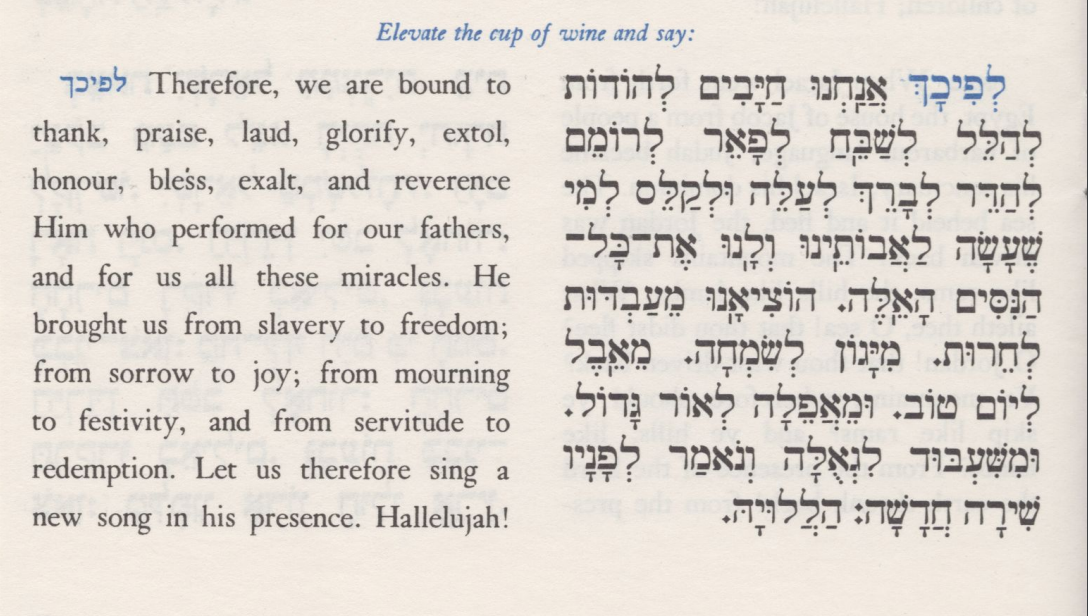 Elevate the cup of wine and say:
לפיכך Therefore, we are bound to
thank, praise, laud, glorify, extol,
honour, bless, exalt, and reverence
Him who performed for our fathers,
and for us all these miracles. He
brought us from slavery to freedom;
from sorrow to joy; from mourning
to festivity, and from servitude to
redemption. Let us therefore sing a
new song in his presence. Hallelujah!
לְפִיכָךְ אֲנַחְנוּ חַיָּבִים לְהוֹדוֹת
לְהַלֵּל לְשַׁבֵּחַ לְפָאֵר לְרוֹמֵם
לְהַדֵּר לְבָרֵךְ לְעַלֵּה וּלְקַלֵּס לְמִי
שֶׁעָשָׂה לַאֲבוֹתֵֽינוּ וְלָֽנוּ אֶת־כָּל־
הַנִּסִּים הָאֵֽלֶּה. הוֹצִיאָֽנוּ מֵעַבְדוּת
לְחֵרוּת. מִיָּגוֹן לְשִׂמְחָה. מֵאֵֽבֶל
לְיוֹם טוֹב. וּמֵאֲפֵלָה לְאוֹר גָּדוֹל.
וּמִשִּׁעְבּוּד לִגְאֻלָּה וְנֹאמַר לְפָנָיו
שִׁירָה חֲדָשָׁה: הַלֲלוּיָהּ.